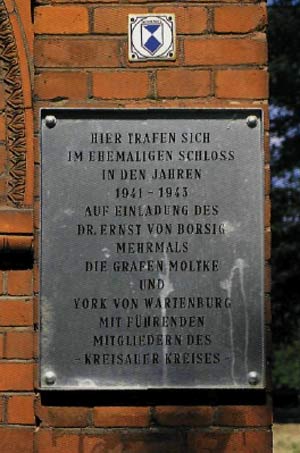 HIER TRAFEN SICH
IM EHEMALIGEN SCHLOSS
IN DEN JAHREN
1941 - 1943
AUF EINLADUNG DES
DR. ERNST VON BORSIG
MEHRMALS
DIE GRAFEN MOLTKE
UND
YORK VON WARTENBURG
MIT FÜHRENDEN
MITGLIEDERN DES
- KREISAUER KREISES -